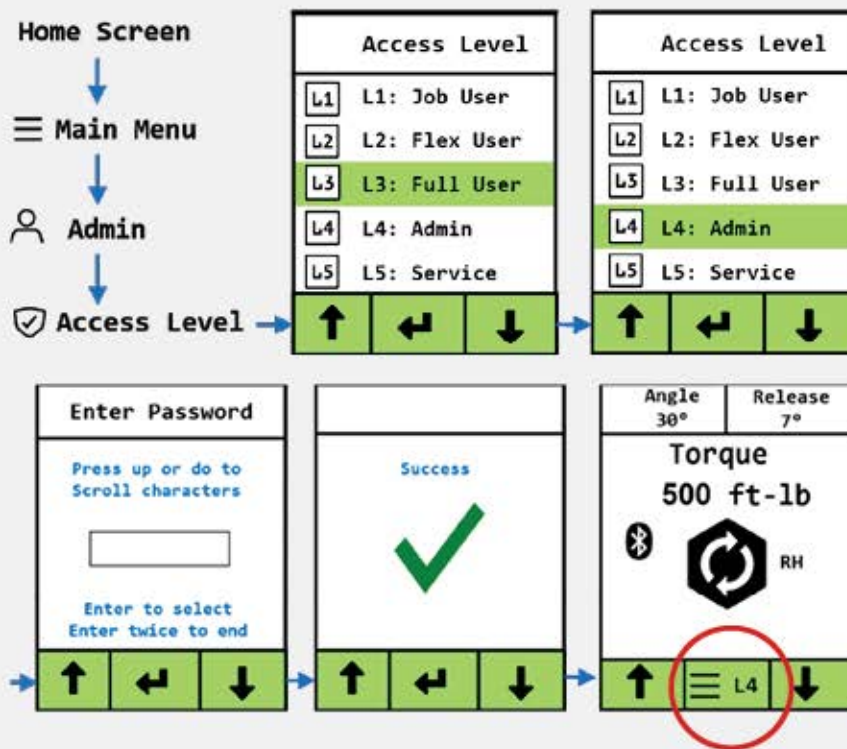 Home Screen
Main Menu
Admin
Access Level
Access Level
L1 L1: Job User
L2 L2: Flex User
L3 L3: Full User
L4 L4: Admin
L5 L5: Service
Access Level
L1 L1: Job User
L2 L2: Flex User
L3 L3: Full User
L4 L4: Admin
L5 L5: Service
Enter Password
Press up or do to
Scroll characters
Enter to select
Enter twice to end
Success
Angle Release
30° 7°
Torque
500 ft-lb
RH
L4